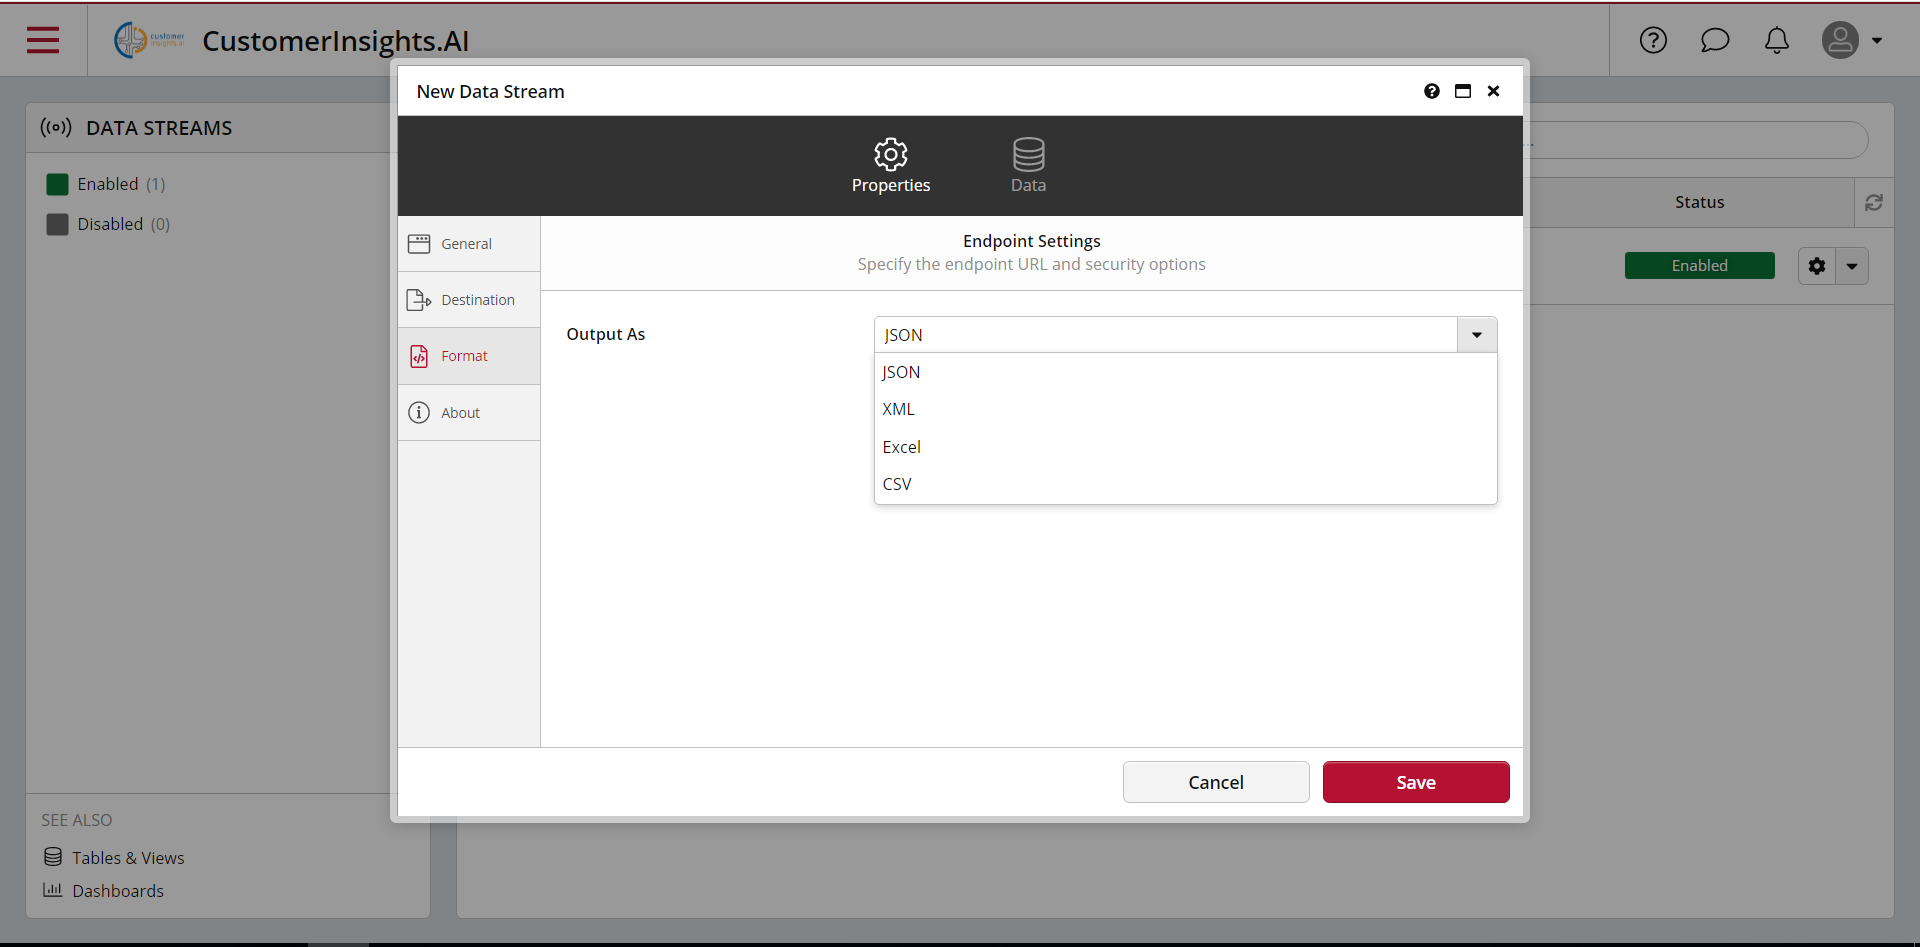 customer
insights.ai
CustomerInsights.AI
New Data Stream
DATA STREAMS
Enabled (1)
Disabled (0)
Properties
Data
Status
Enabled
General
Destination
Format
About
Endpoint Settings
Specify the endpoint URL and security options
Output As
JSON
JSON
XML
Excel
CSV
Cancel
Save
SEE ALSO
Tables & Views
Dashboards